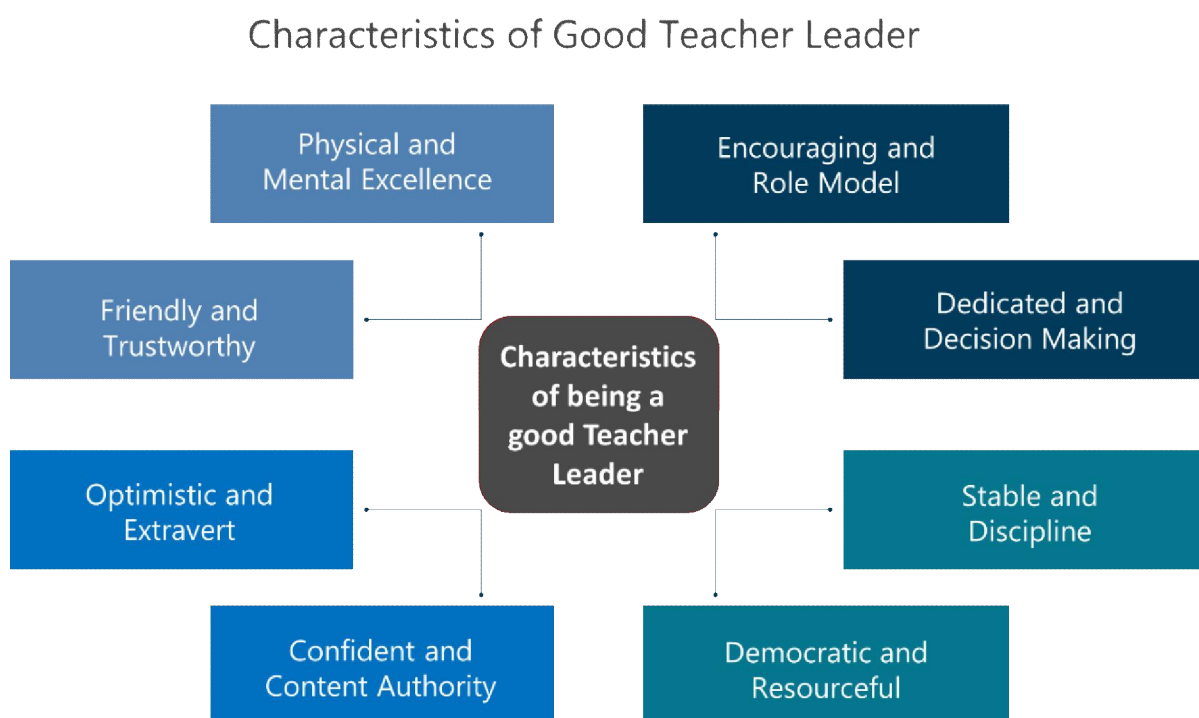 Characteristics of Good Teacher Leader
Physical and
Mental Excellence
Encouraging and
Role Model
Friendly and
Trustworthy
Dedicated and
Decision Making
Characteristics
of being a
good Teacher
Leader
Optimistic and
Extravert
Stable and
Discipline
Confident and
Content Authority
Democratic and
Resourceful